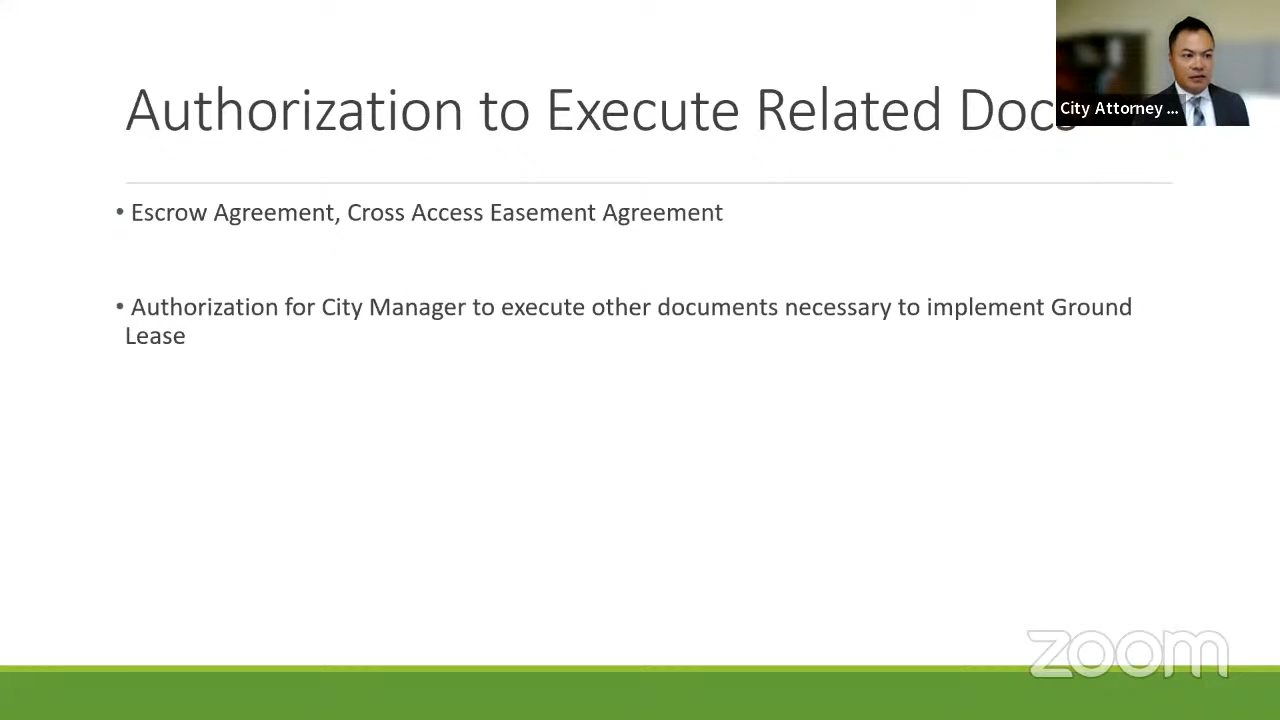 Authorization to Execute Related Docs
City Attorney ...
• Escrow Agreement, Cross Access Easement Agreement
• Authorization for City Manager to execute other documents necessary to implement Ground
Lease
zoom